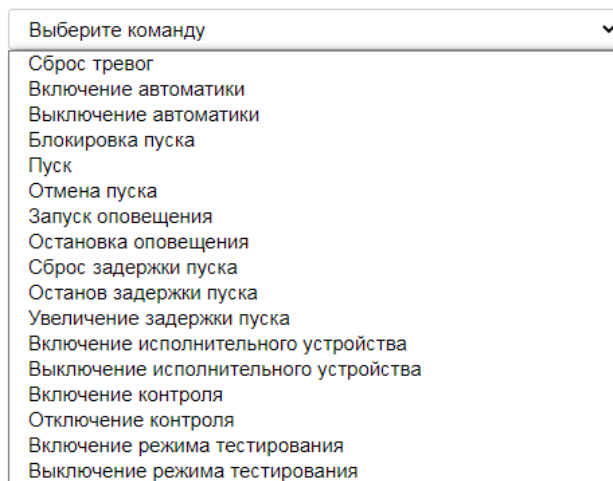 Выберите команду
Сброс тревог
Включение автоматики
Выключение автоматики
Блокировка пуска
Пуск
Отмена пуска
Запуск оповещения
Остановка оповещения
Сброс задержки пуска
Останов задержки пуска
Увеличение задержки пуска
Включение исполнительного устройства
Выключение исполнительного устройства
Включение контроля
Отключение контроля
Включение режима тестирования
Выключение режима тестирования